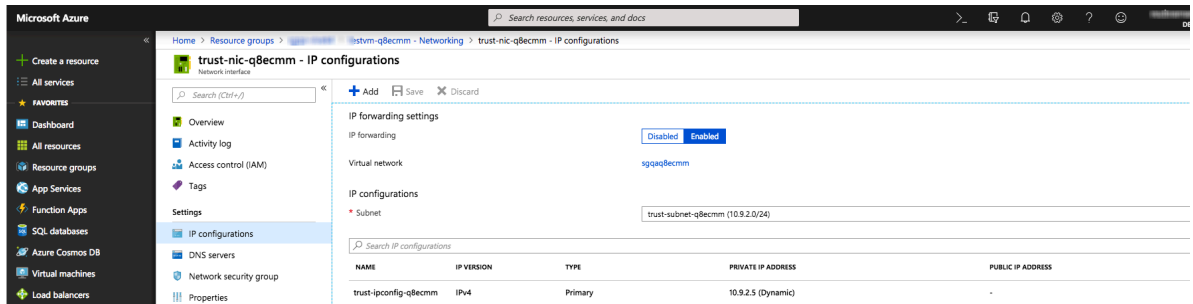 Microsoft Azure
Search resources, services, and docs
DE
Home > Resource groups > estvm-q8ecmm - Networking > trust-nic-q8ecmm - IP configurations
Create a resource
All services
FAVORITES
Dashboard
All resources
Resource groups
App Services
Function Apps
SQL databases
Azure Cosmos DB
Virtual machines
Load balancers
trust-nic-q8ecmm - IP configurations
Network interface
Search (Ctrl+/)
Overview
Activity log
Access control (IAM)
Tags
Settings
IP configurations
DNS servers
Network security group
Properties
Add Save Discard
IP forwarding settings
IP forwarding Disabled Enabled
Virtual network sgqaq8ecmm
IP configurations
* Subnet trust-subnet-q8ecmm (10.9.2.0/24)
Search IP configurations
NAME IP VERSION TYPE PRIVATE IP ADDRESS PUBLIC IP ADDRESS
trust-ipconfig-q8ecmm IPv4 Primary 10.9.2.5 (Dynamic) -